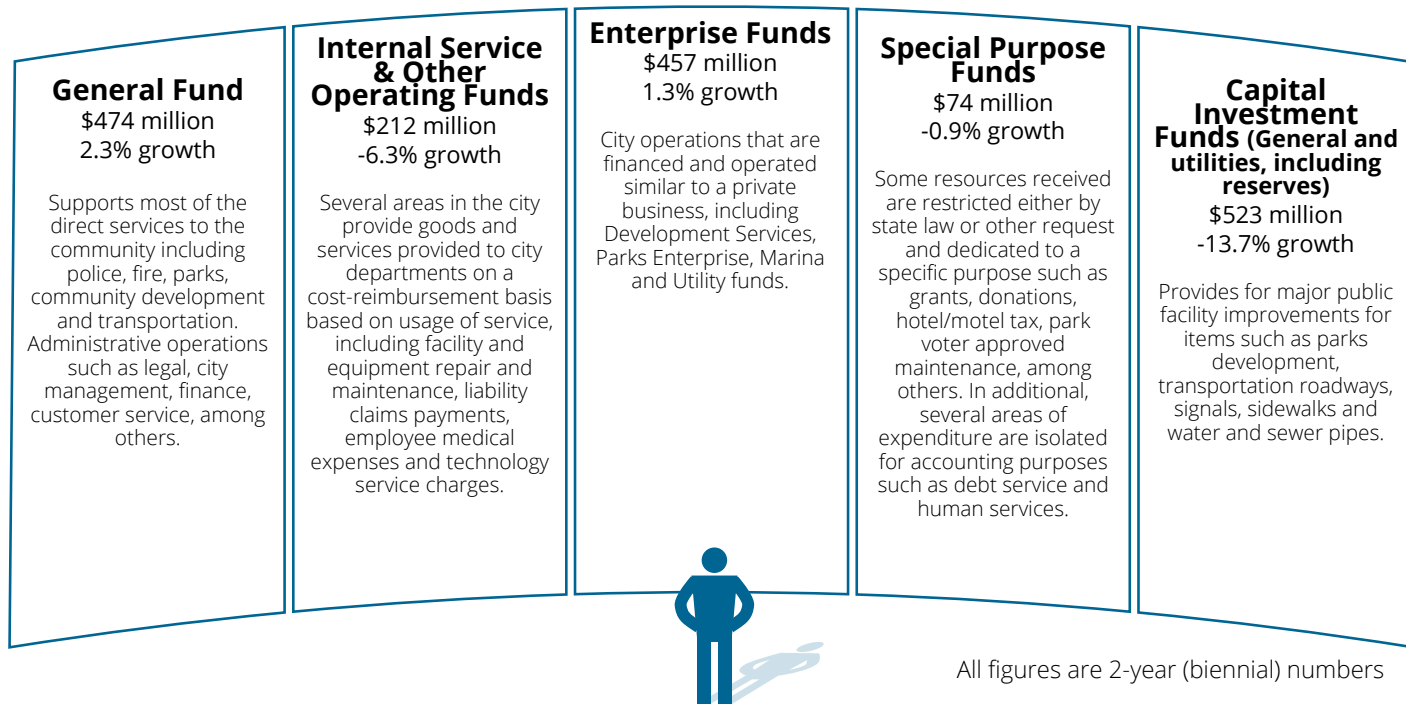 General Fund
$474 million
2.3% growth
Supports most of the
direct services to the
community including
police, fire, parks,
community development
and transportation.
Administrative operations
such as legal, city
management, finance,
customer service, among
others.
Internal Service
& Other
Operating Funds
$212 million
-6.3% growth
Several areas in the city
provide goods and
services provided to city
departments on a
cost-reimbursement basis
based on usage of service,
including facility and
equipment repair and
maintenance, liability
claims payments,
employee medical
expenses and technology
service charges.
Enterprise Funds
$457 million
1.3% growth
City operations that are
financed and operated
similar to a private
business, including
Development Services,
Parks Enterprise, Marina
and Utility funds.
Special Purpose
Funds
$74 million
-0.9% growth
Some resources received
are restricted either by
state law or other request
and dedicated to a
specific purpose such as
grants, donations,
hotel/motel tax, park
voter approved
maintenance, among
others. In additional,
several areas of
expenditure are isolated
for accounting purposes
such as debt service and
human services.
Capital
Investment
Funds (General and
utilities, including
reserves)
$523 million
-13.7% growth
Provides for major public
facility improvements for
items such as parks
development,
transportation roadways,
signals, sidewalks and
water and sewer pipes.
All figures are 2-year (biennial) numbers